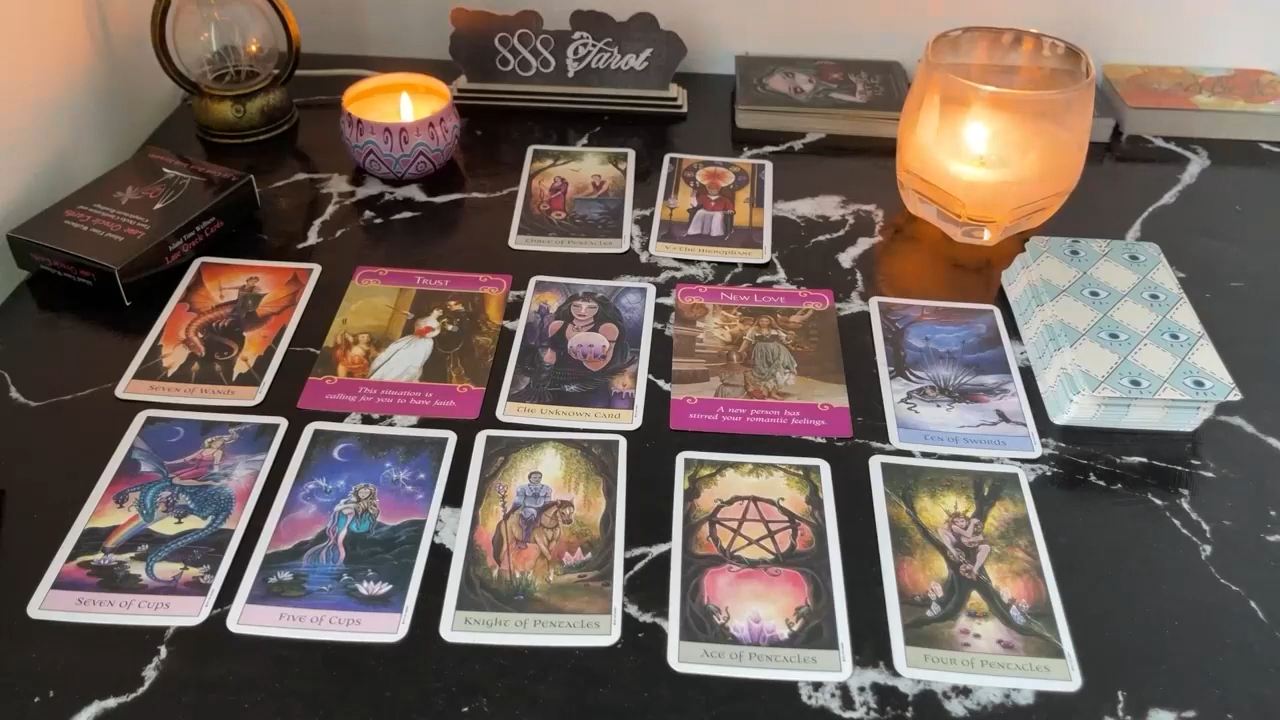 888 Tarot
Three of Pentacles
V • The Hierophant
Seven of Wands
Trust
This situation is
calling for you to have faith.
The Unknown Card
New Love
A new person has
stirred your romantic feelings.
Ten of Swords
Seven of Cups
Five of Cups
Knight of Pentacles
Ace of Pentacles
Four of Pentacles
Oracle Cards